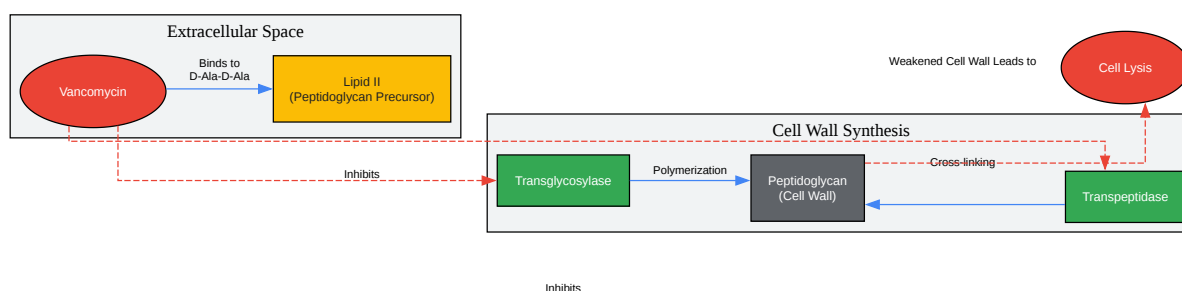 Extracellular Space
Vancomycin
Binds to
D-Ala-D-Ala
Lipid II
(Peptidoglycan Precursor)
Weakened Cell Wall Leads to
Cell Lysis
Cell Wall Synthesis
Inhibits
Transglycosylase
Polymerization
Peptidoglycan
(Cell Wall)
Cross-linking
Transpeptidase
Inhibits